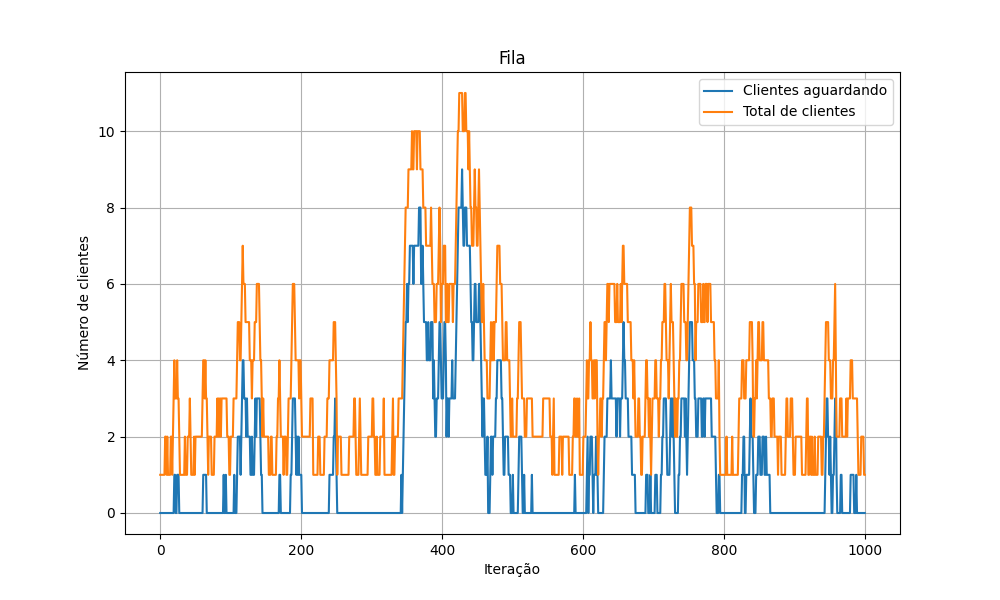 Fila
Clientes aguardando
Total de clientes
Número de clientes
10
8
6
4
2
0
0 200 400 600 800 1000
Iteração